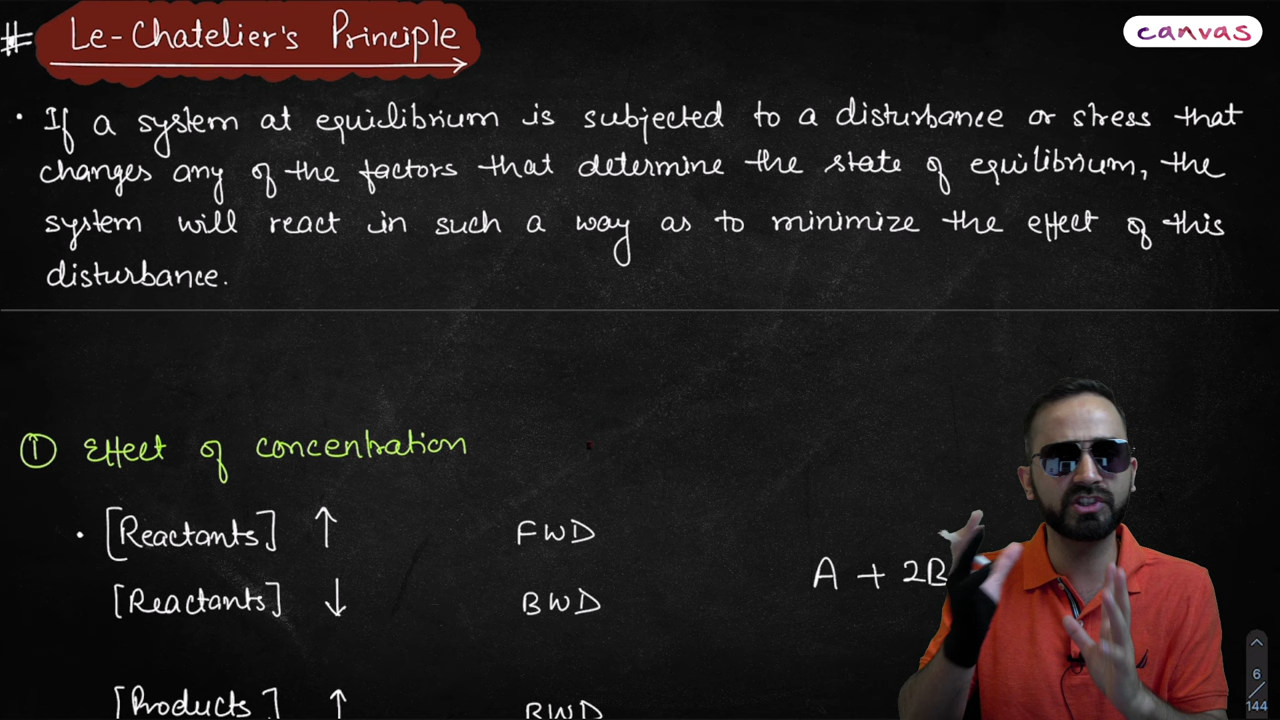 # Le-Chatelier's Principle
canvas
• If a system at equilibrium is subjected to a disturbance or stress that
changes any of the factors that determine the state of equilibrium, the
system will react in such a way as to minimize the effect of this
disturbance.
① Effect of concentration
• [Reactants] ↑ FWD
A + 2B
[Reactants] ↓ BWD
[Products] ↑ BWD
6
/
144